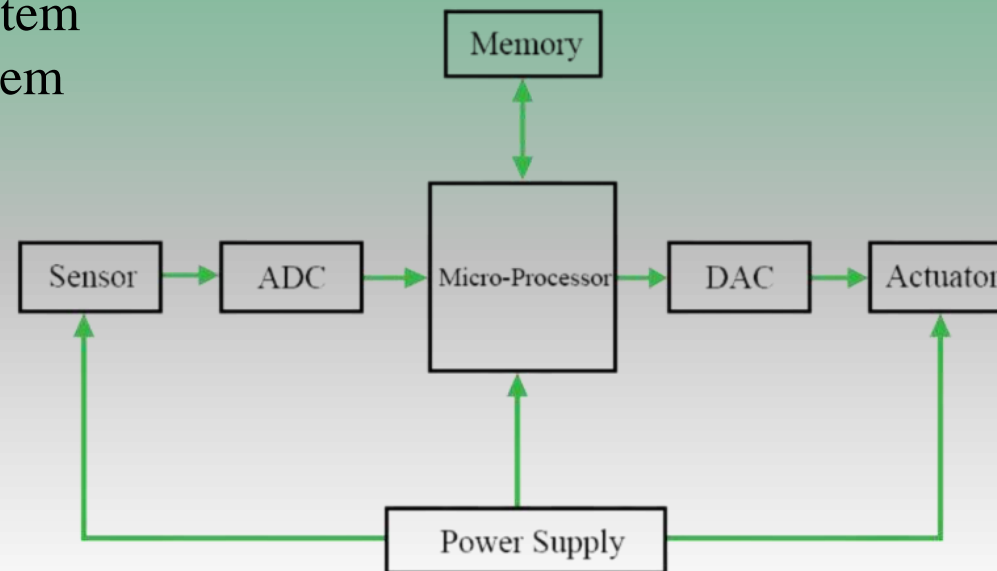 tem
em
Memory
Sensor
ADC
Micro-Processor
DAC
Actuator
Power Supply